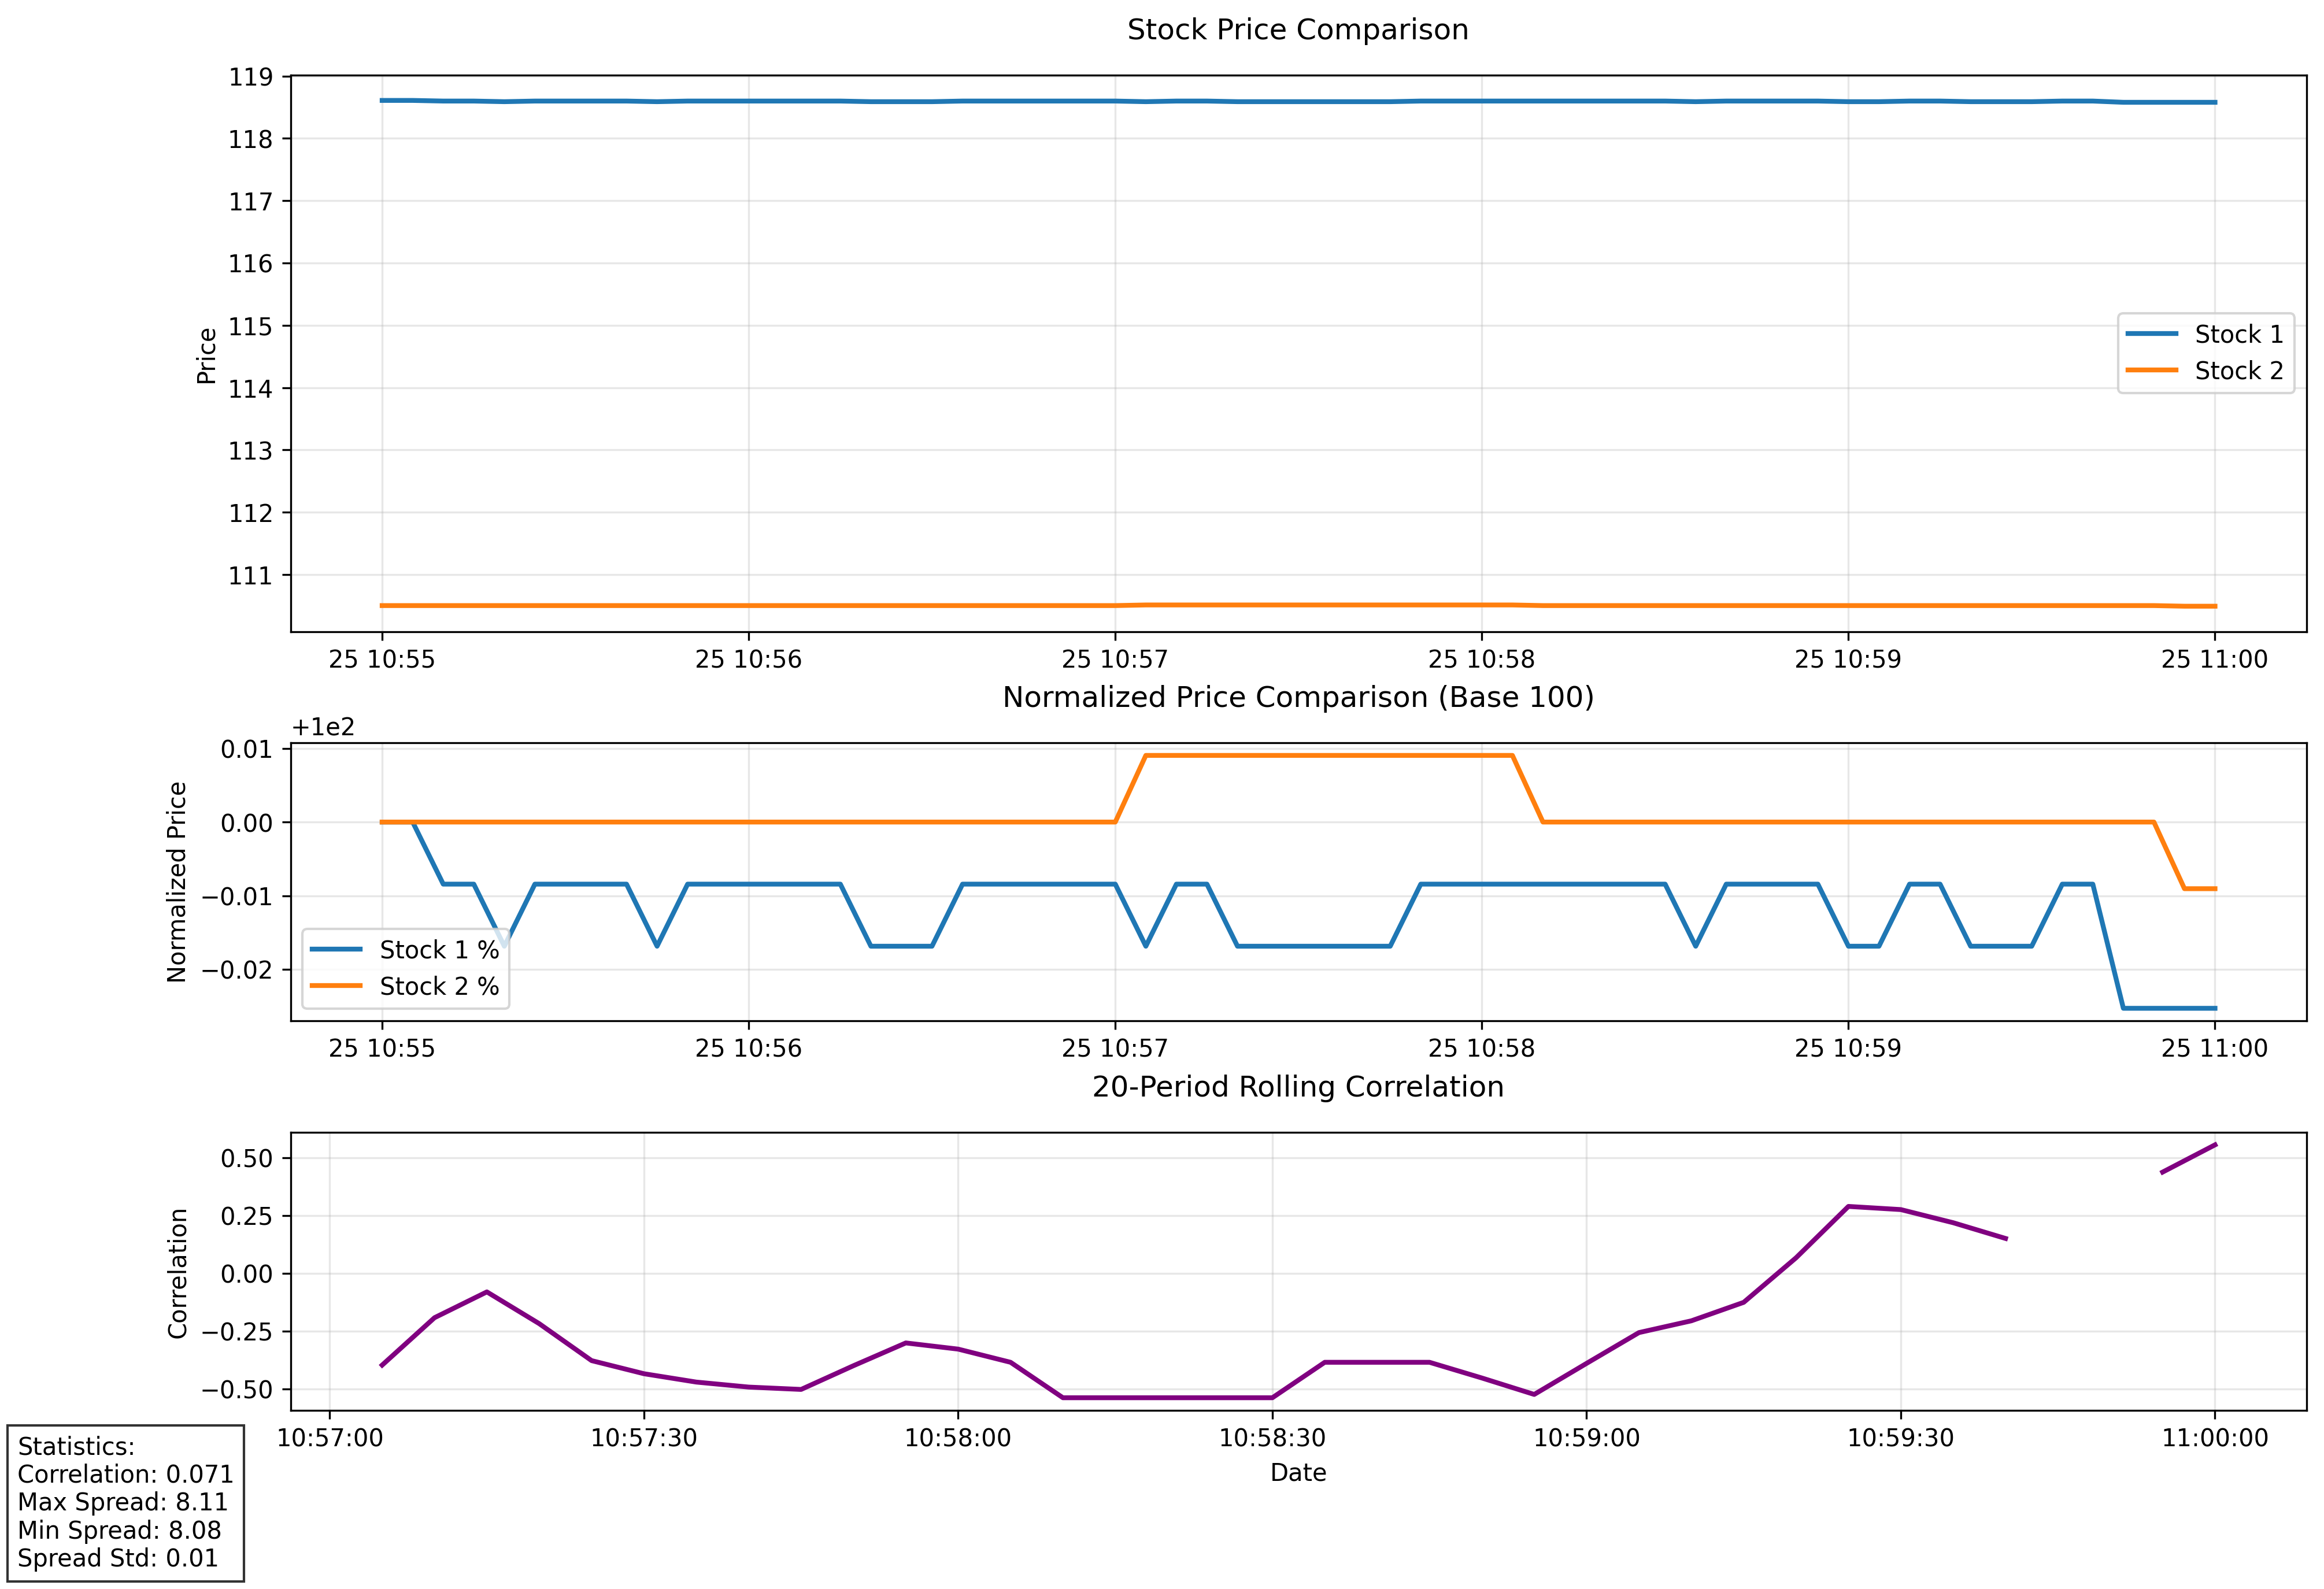 Stock Price Comparison
119
118
117
116
115
114
113
112
111
Price
Stock 1
Stock 2
25 10:55
25 10:56
25 10:57
25 10:58
25 10:59
25 11:00
Normalized Price Comparison (Base 100)
+1e2
0.01
0.00
−0.01
−0.02
Normalized Price
Stock 1 %
Stock 2 %
25 10:55
25 10:56
25 10:57
25 10:58
25 10:59
25 11:00
20-Period Rolling Correlation
0.50
0.25
0.00
−0.25
−0.50
Correlation
10:57:00
10:57:30
10:58:00
10:58:30
10:59:00
10:59:30
11:00:00
Date
Statistics:
Correlation: 0.071
Max Spread: 8.11
Min Spread: 8.08
Spread Std: 0.01